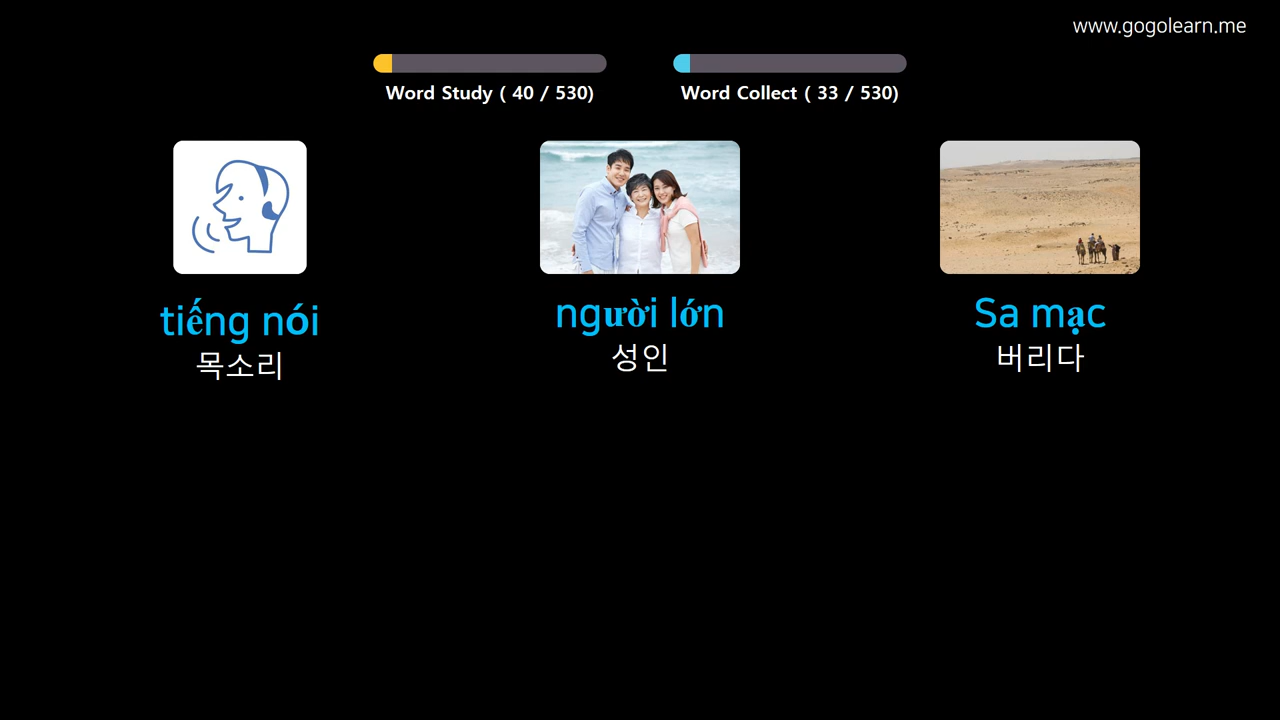 www.gogolearn.me
Word Study ( 40 / 530)
Word Collect ( 33 / 530)
tiếng nói
목소리
người lớn
성인
Sa mạc
버리다